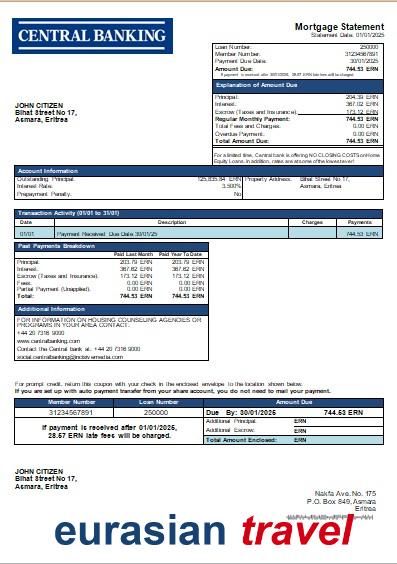 CENTRAL BANKING
Mortgage Statement
Statement Date: 01/01/2025
Loan Number: 250000
Member Number: 31234567891
Payment Due Date: 30/01/2025
Amount Due: 744.53 ERN
If payment is received after 30/01/2025, 28.57 ERN late fees will be charged.
Explanation of Amount Due
Principal: 204.39 ERN
Interest: 367.02 ERN
Escrow (Taxes and Insurance): 173.12 ERN
Regular Monthly Payment: 744.53 ERN
Total Fees and Charges: 0.00 ERN
Overdue Payment: 0.00 ERN
Total Amount Due: 744.53 ERN
For a limited time, Central bank is offering NO CLOSING COSTS on Home
Equity Loans. In addition, rates are at some of the lowest ever!
JOHN CITIZEN
Bihat Street No 17,
Asmara, Eritrea
Account Information
Outstanding Principal: 125,835.84 ERN Property Address: Bihat Street No 17,
Interest Rate: 3.500% Asmara, Eritrea
Prepayment Penalty: No
Transaction Activity (01/01 to 31/01)
Date Description Charges Payments
01/01 Payment Received Due Date 30/01/25 744.53 ERN
Past Payments Breakdown
Paid Last Month Paid Year To Date
Principal: 203.79 ERN 203.79 ERN
Interest: 367.62 ERN 367.62 ERN
Escrow (Taxes and Insurance): 173.12 ERN 173.12 ERN
Fees: 0.00 ERN 0.00 ERN
Partial Payment (Unapplied): 0.00 ERN 0.00 ERN
Total: 744.53 ERN 744.53 ERN
Additional Information
FOR INFORMATION ON HOUSING COUNSELING AGENCIES OR
PROGRAMS IN YOUR AREA CONTACT:
+44 20 7316 9000
www.centralbanking.com
Contact the Central bank at: +44 20 7316 9000
social.centralbanking@incisivemedia.com
For prompt credit, return this coupon with your check in the enclosed envelope to the location shown below.
If you are set up with auto payment transfer from your share account, you do not need to mail your payment.
Member Number Loan Number Amount Due
31234567891 250000 Due By: 30/01/2025 744.53 ERN
If payment is received after 01/01/2025,
28.57 ERN late fees will be charged.
Additional Principal: ERN
Additional Escrow: ERN
Total Amount Enclosed: ERN
JOHN CITIZEN
Bihat Street No 17,
Asmara, Eritrea
Nakfa Ave. No. 175
P.O. Box 849, Asmara
Eritrea
eurasian travel